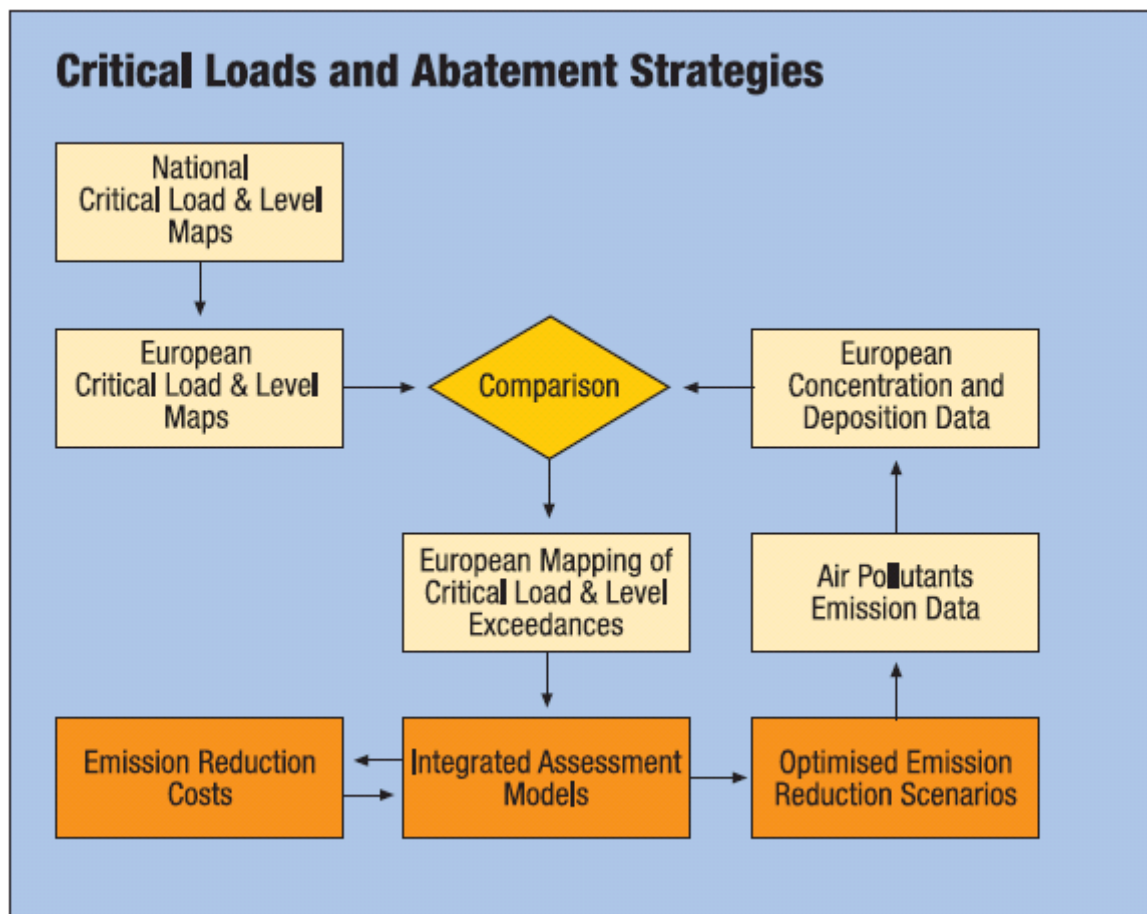 Critical Loads and Abatement Strategies
National
Critical Load & Level
Maps
European
Critical Load & Level
Maps
Comparison
European
Concentration and
Deposition Data
European Mapping of
Critical Load & Level
Exceedances
Air Pollutants
Emission Data
Emission Reduction
Costs
Integrated Assessment
Models
Optimised Emission
Reduction Scenarios